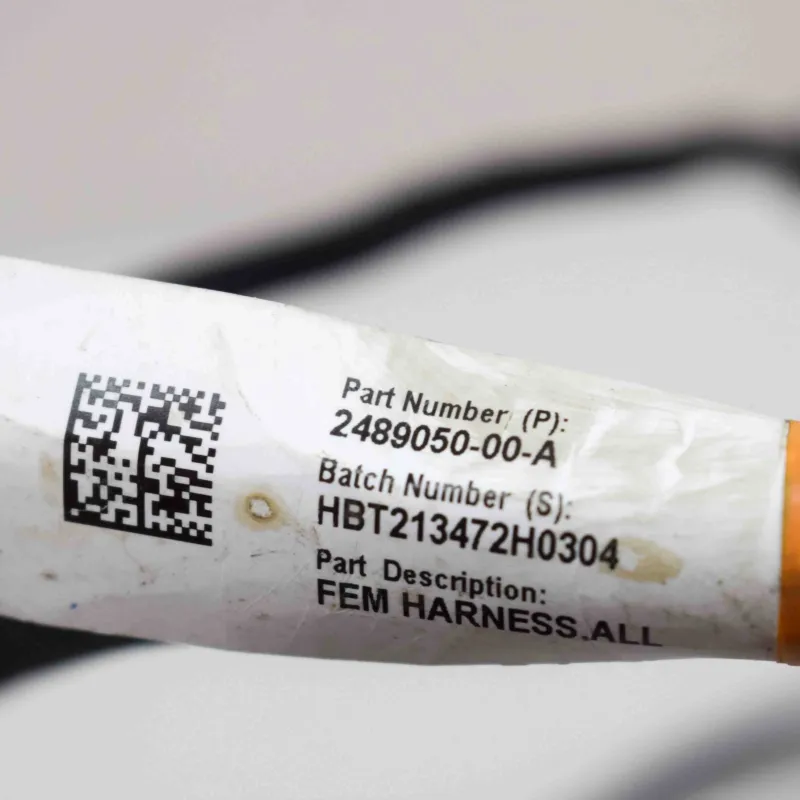 Part Number (P):
2489050-00-A
Batch Number (S):
HBT213472H0304
Part Description:
FEM HARNESS.ALL